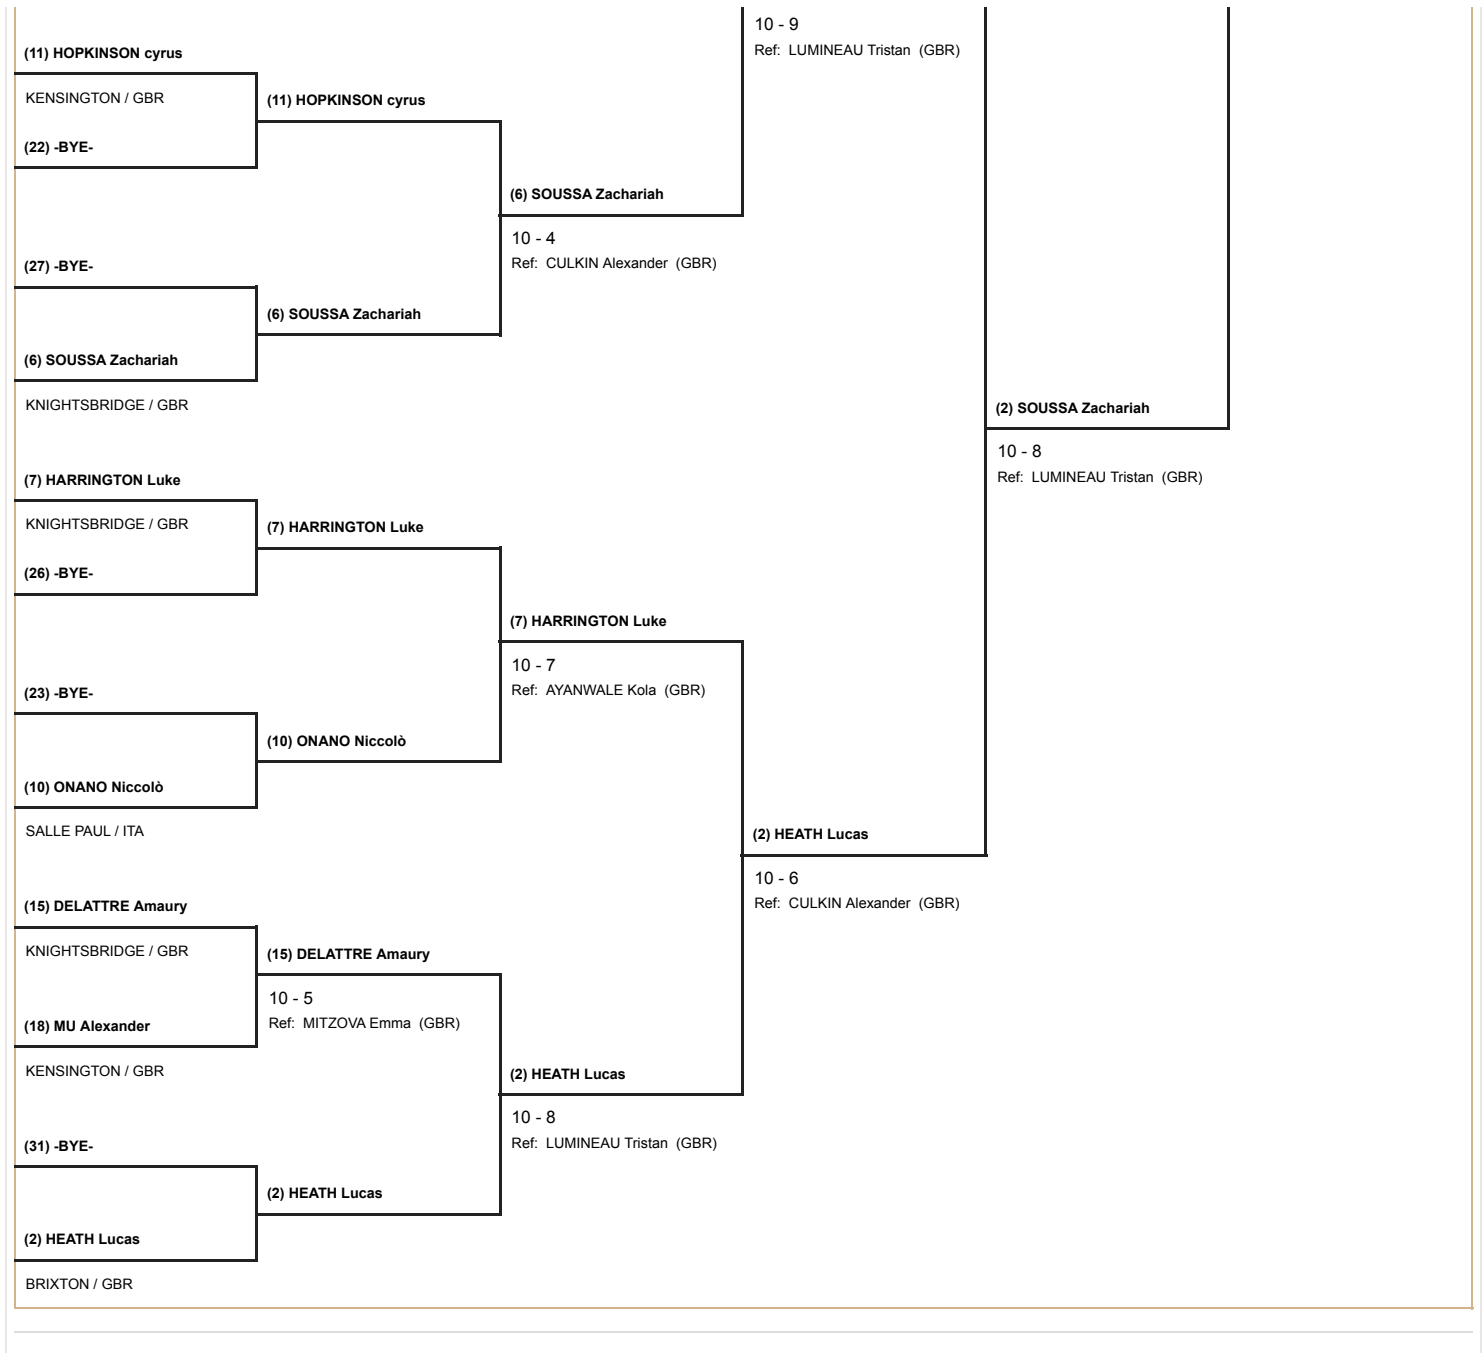 10 - 9
Ref: LUMINEAU Tristan (GBR)
(11) HOPKINSON cyrus
KENSINGTON / GBR
(11) HOPKINSON cyrus
(22) -BYE-
(6) SOUSSA Zachariah
10 - 4
Ref: CULKIN Alexander (GBR)
(27) -BYE-
(6) SOUSSA Zachariah
(6) SOUSSA Zachariah
KNIGHTSBRIDGE / GBR
(2) SOUSSA Zachariah
10 - 8
Ref: LUMINEAU Tristan (GBR)
(7) HARRINGTON Luke
KNIGHTSBRIDGE / GBR
(7) HARRINGTON Luke
(26) -BYE-
(7) HARRINGTON Luke
10 - 7
Ref: AYANWALE Kola (GBR)
(23) -BYE-
(10) ONANO Niccolò
(10) ONANO Niccolò
SALLE PAUL / ITA
(2) HEATH Lucas
10 - 6
Ref: CULKIN Alexander (GBR)
(15) DELATTRE Amaury
KNIGHTSBRIDGE / GBR
(15) DELATTRE Amaury
10 - 5
Ref: MITZOVA Emma (GBR)
(18) MU Alexander
KENSINGTON / GBR
(2) HEATH Lucas
10 - 8
Ref: LUMINEAU Tristan (GBR)
(31) -BYE-
(2) HEATH Lucas
(2) HEATH Lucas
BRIXTON / GBR